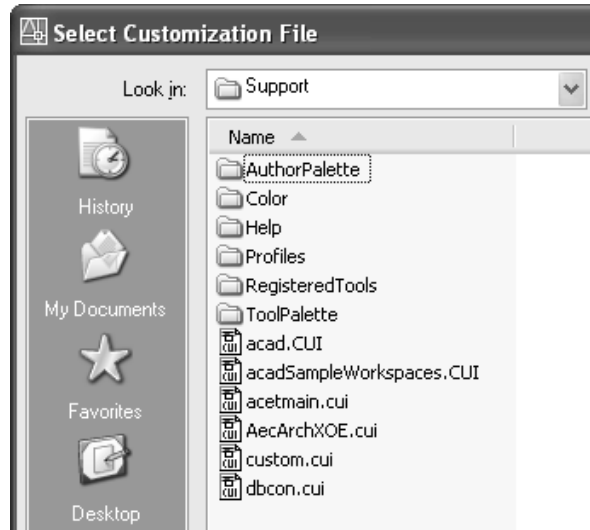 Select Customization File
Look in:
Support
Name
AuthorPalette
Color
Help
Profiles
RegisteredTools
ToolPalette
acad.CUI
acadSampleWorkspaces.CUI
acetmain.cui
AecArchXOE.cui
custom.cui
dbcon.cui
History
My Documents
Favorites
Desktop